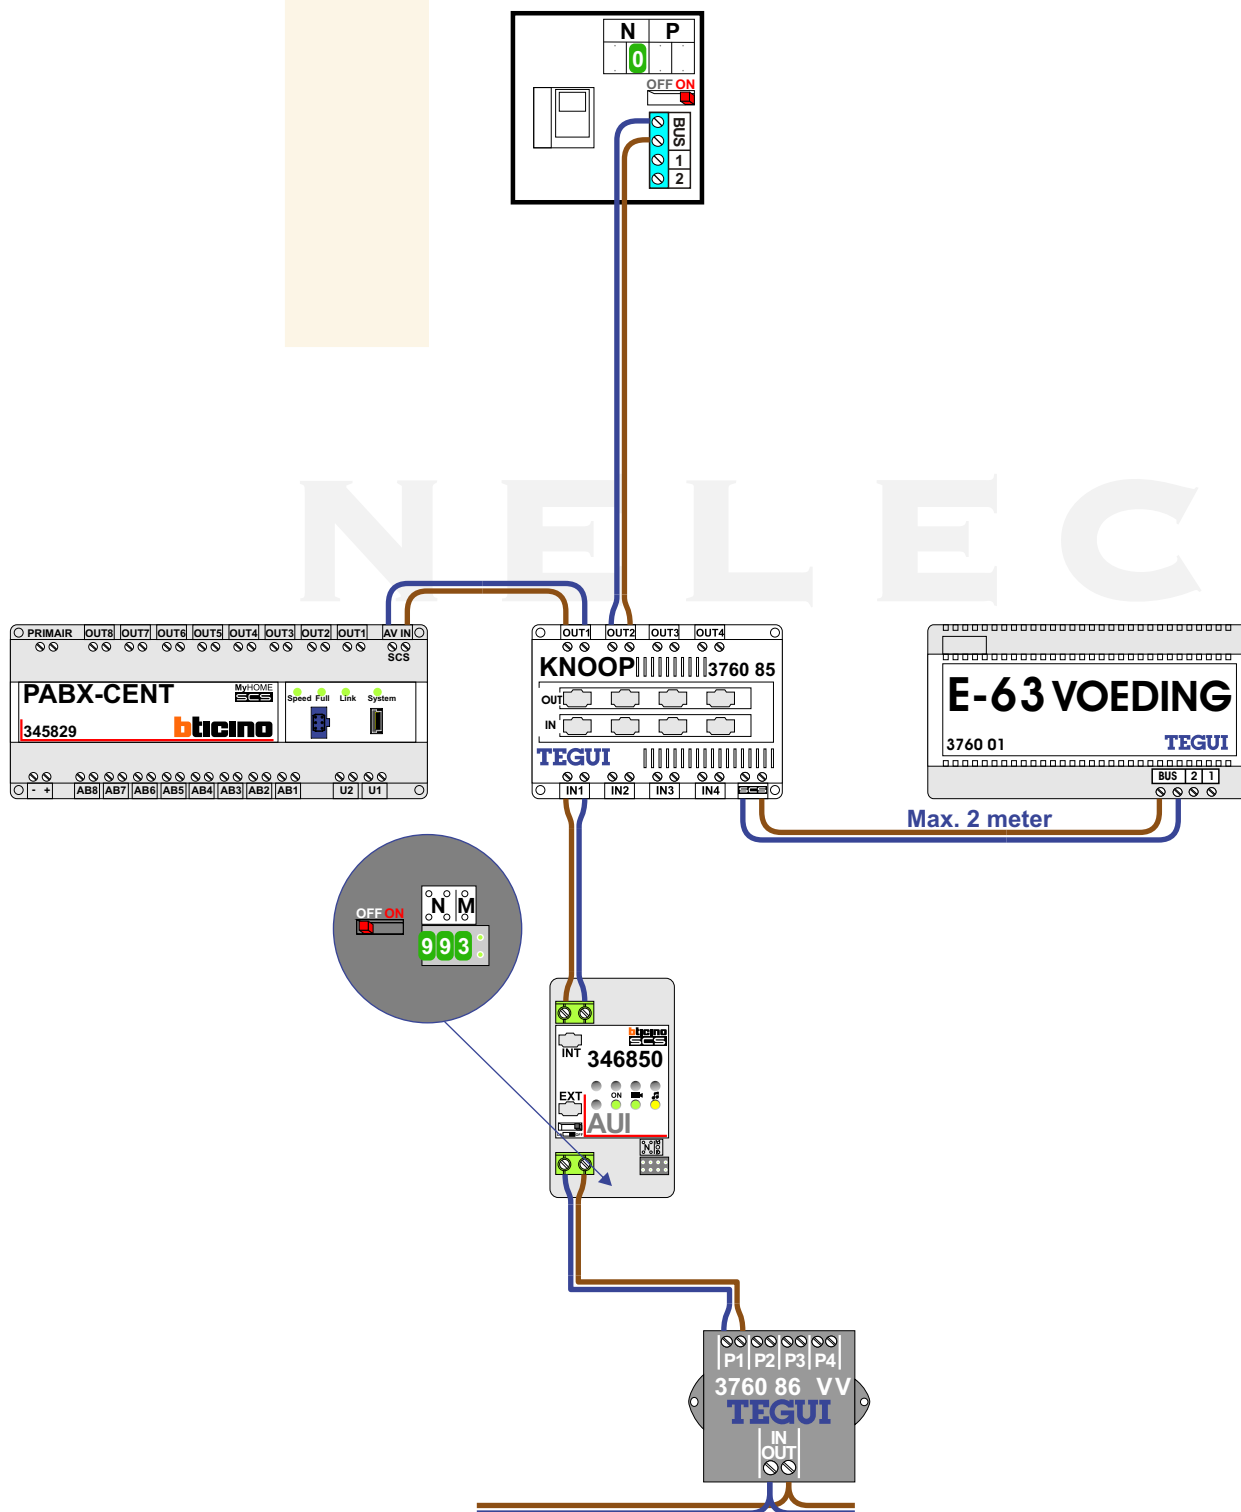 N P
0
OFF ON
BUS
1
2
NELEC
PRIMAIR OUT8 OUT7 OUT6 OUT5 OUT4 OUT3 OUT2 OUT1 AV IN
SCS
PABX-CENT
MyHOME
SCS
Speed Full Link System
345829
bticino
- + AB8 AB7 AB6 AB5 AB4 AB3 AB2 AB1 U2 U1
OUT1 OUT2 OUT3 OUT4
KNOOP 3760 85
OUT
IN
TEGUI
IN1 IN2 IN3 IN4 SCS
E-63 VOEDING
3760 01 TEGUI
BUS 2 1
Max. 2 meter
OFF ON
N M
993
bticino
SCS
INT
346850
ON
EXT
AUI
OFF
N
P1 P2 P3 P4
3760 86 VV
TEGUI
IN
OUT